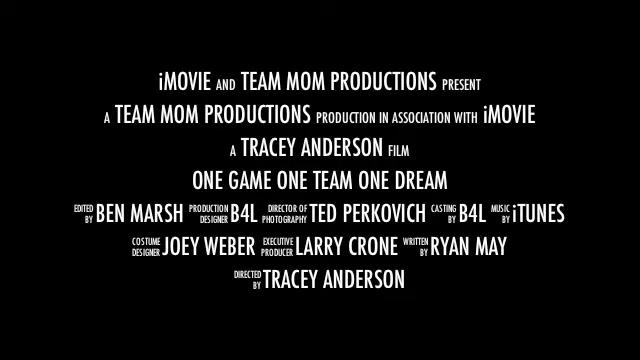 iMOVIE AND TEAM MOM PRODUCTIONS PRESENT
A TEAM MOM PRODUCTIONS PRODUCTION IN ASSOCIATION WITH iMOVIE
A TRACEY ANDERSON FILM
ONE GAME ONE TEAM ONE DREAM
EDITED BY BEN MARSH PRODUCTION DESIGNER B4L DIRECTOR OF PHOTOGRAPHY TED PERKOVICH CASTING BY B4L MUSIC BY iTUNES
COSTUME DESIGNER JOEY WEBER EXECUTIVE PRODUCER LARRY CRONE WRITTEN BY RYAN MAY
DIRECTED BY TRACEY ANDERSON